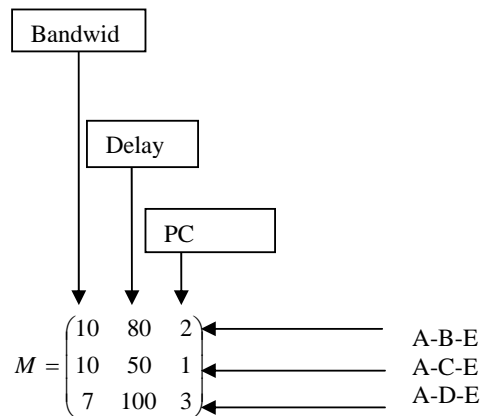 Bandwid
Delay
PC
10 80 2
A-B-E
M = 10 50 1
A-C-E
7 100 3
A-D-E